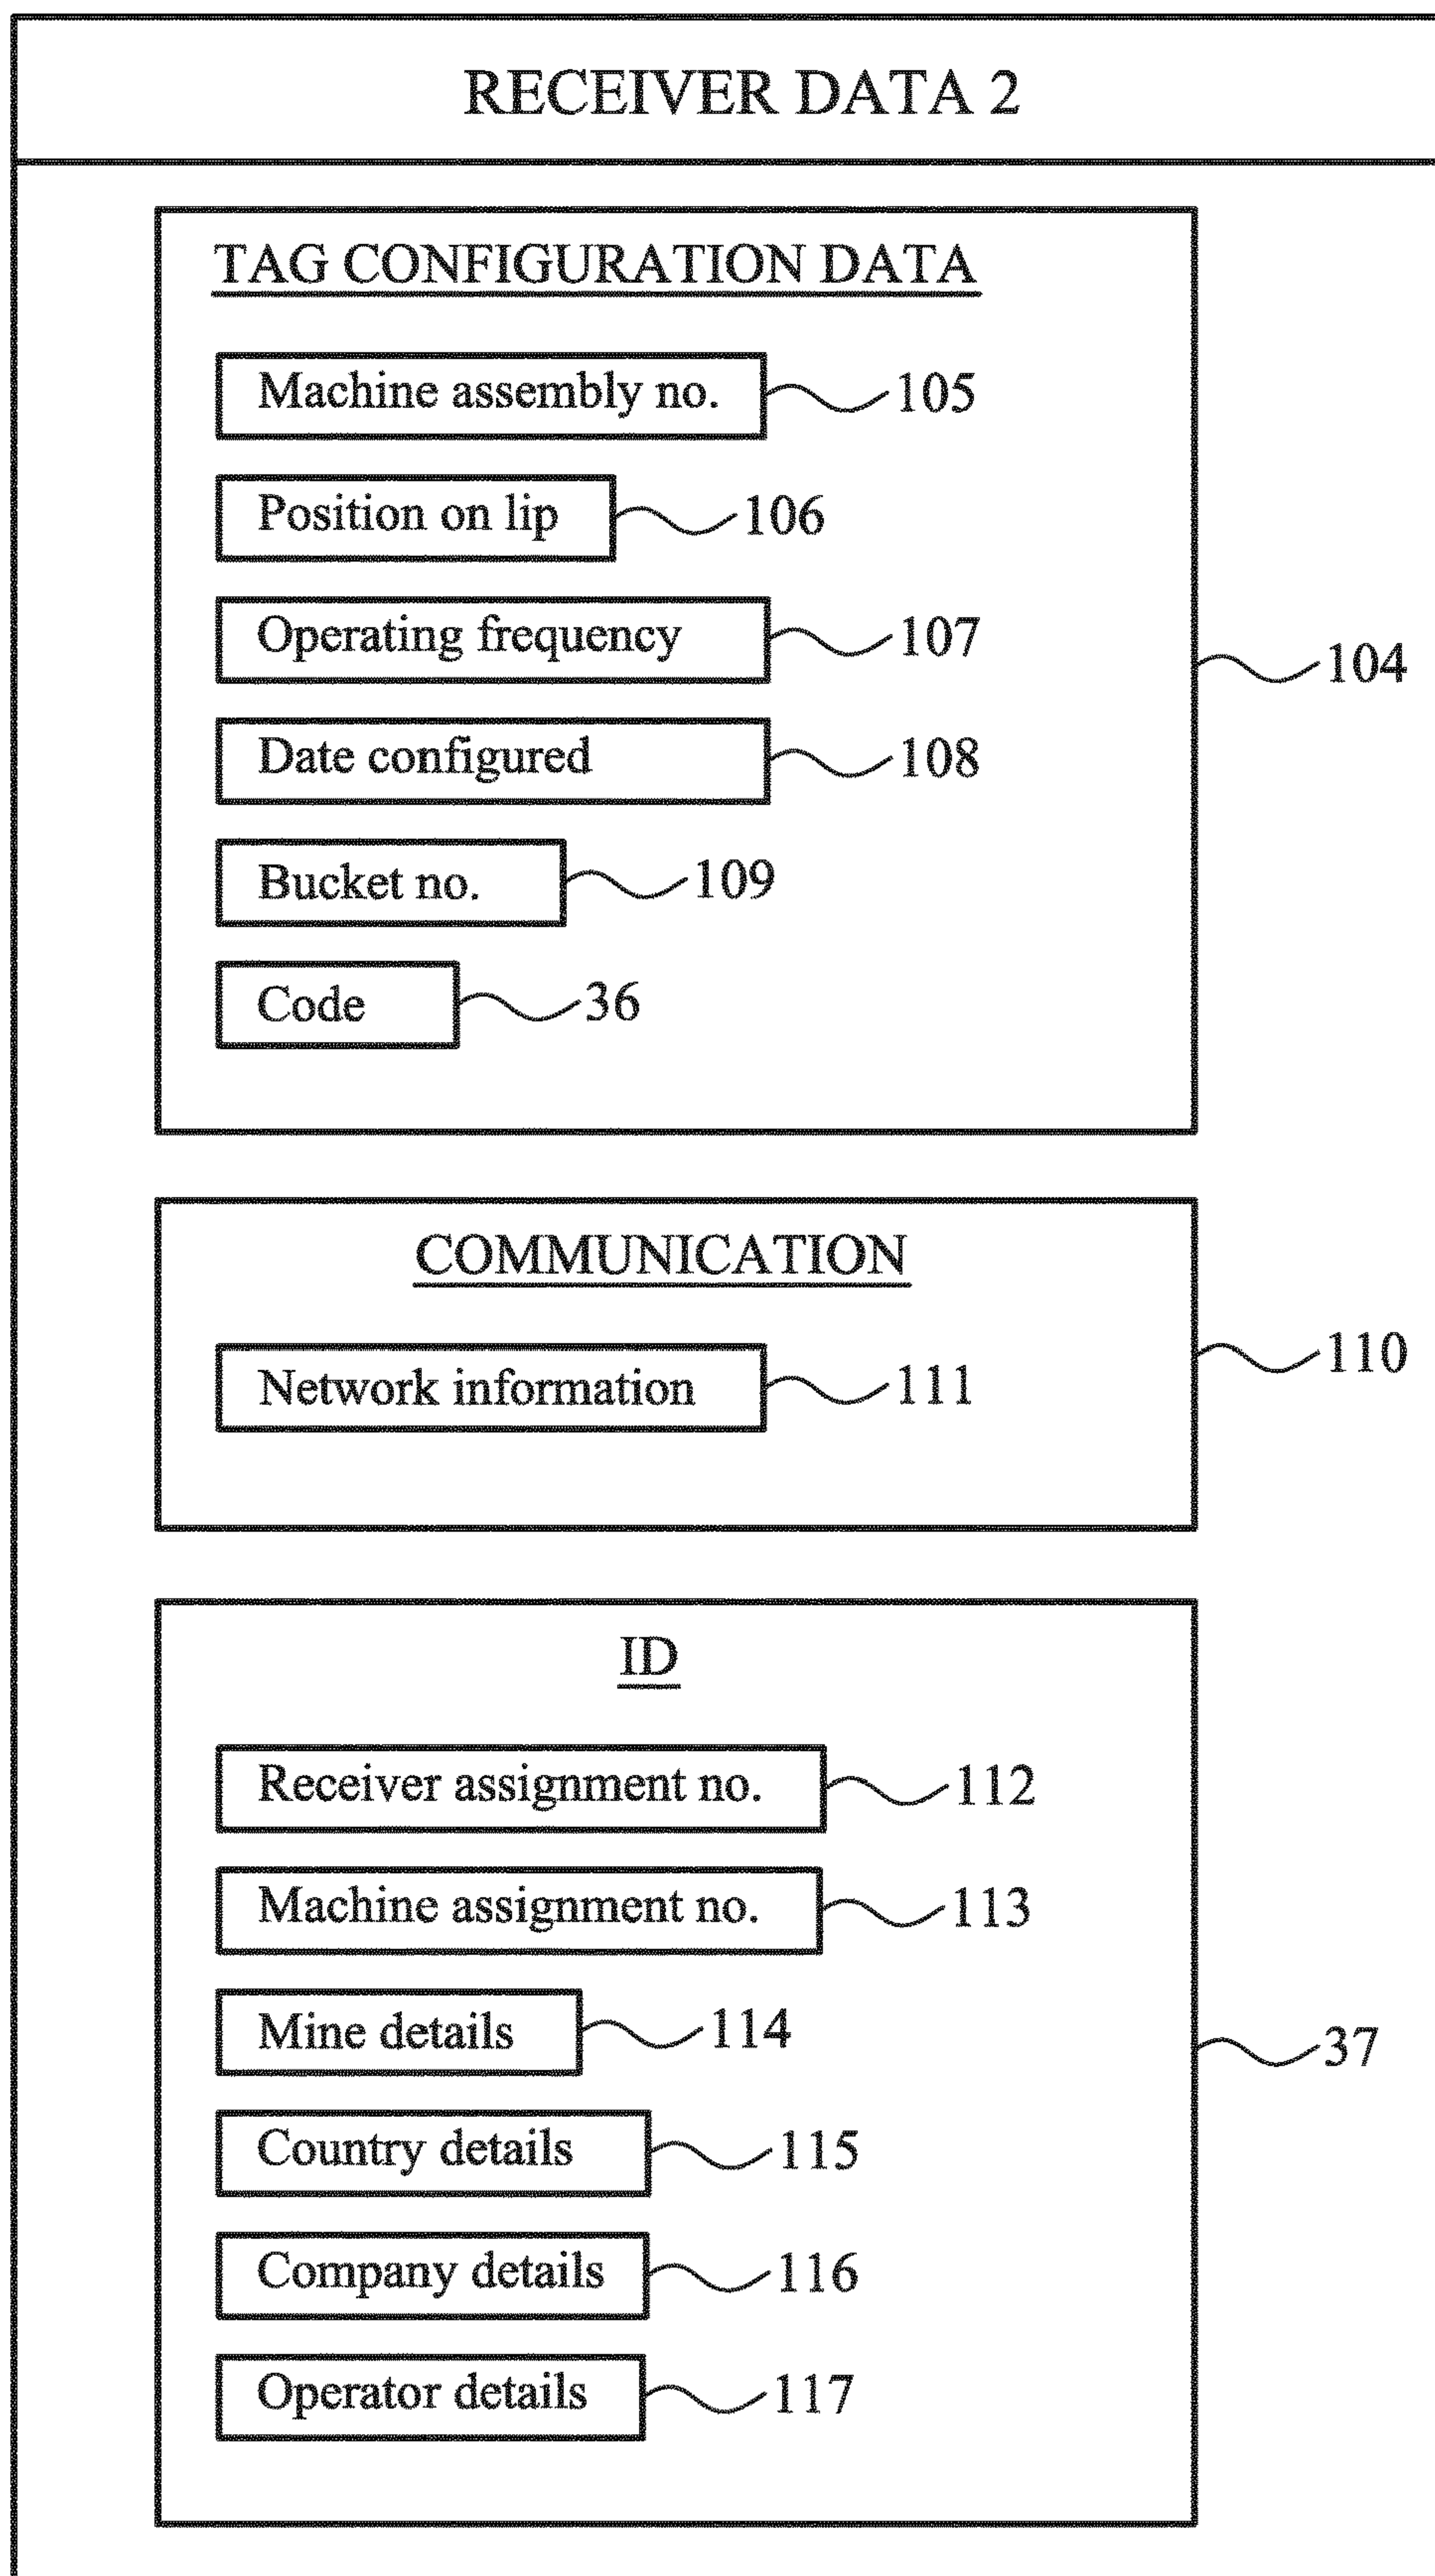 RECEIVER DATA 2
TAG CONFIGURATION DATA
Machine assembly no. 105
Position on lip 106
Operating frequency 107
104
Date configured 108
Bucket no. 109
Code 36
COMMUNICATION
110
Network information 111
ID
Receiver assignment no. 112
Machine assignment no. 113
Mine details 114
37
Country details 115
Company details 116
Operator details 117